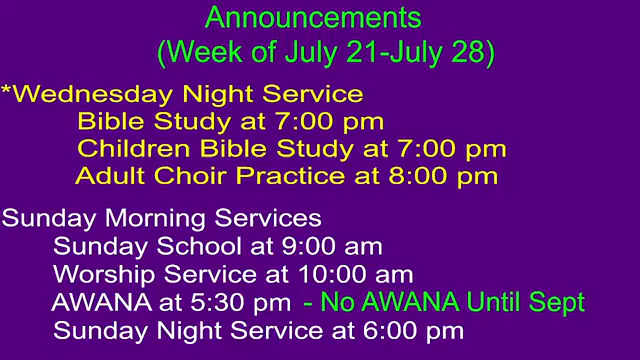 Announcements
(Week of July 21-July 28)
*Wednesday Night Service
Bible Study at 7:00 pm
Children Bible Study at 7:00 pm
Adult Choir Practice at 8:00 pm
Sunday Morning Services
Sunday School at 9:00 am
Worship Service at 10:00 am
AWANA at 5:30 pm - No AWANA Until Sept
Sunday Night Service at 6:00 pm